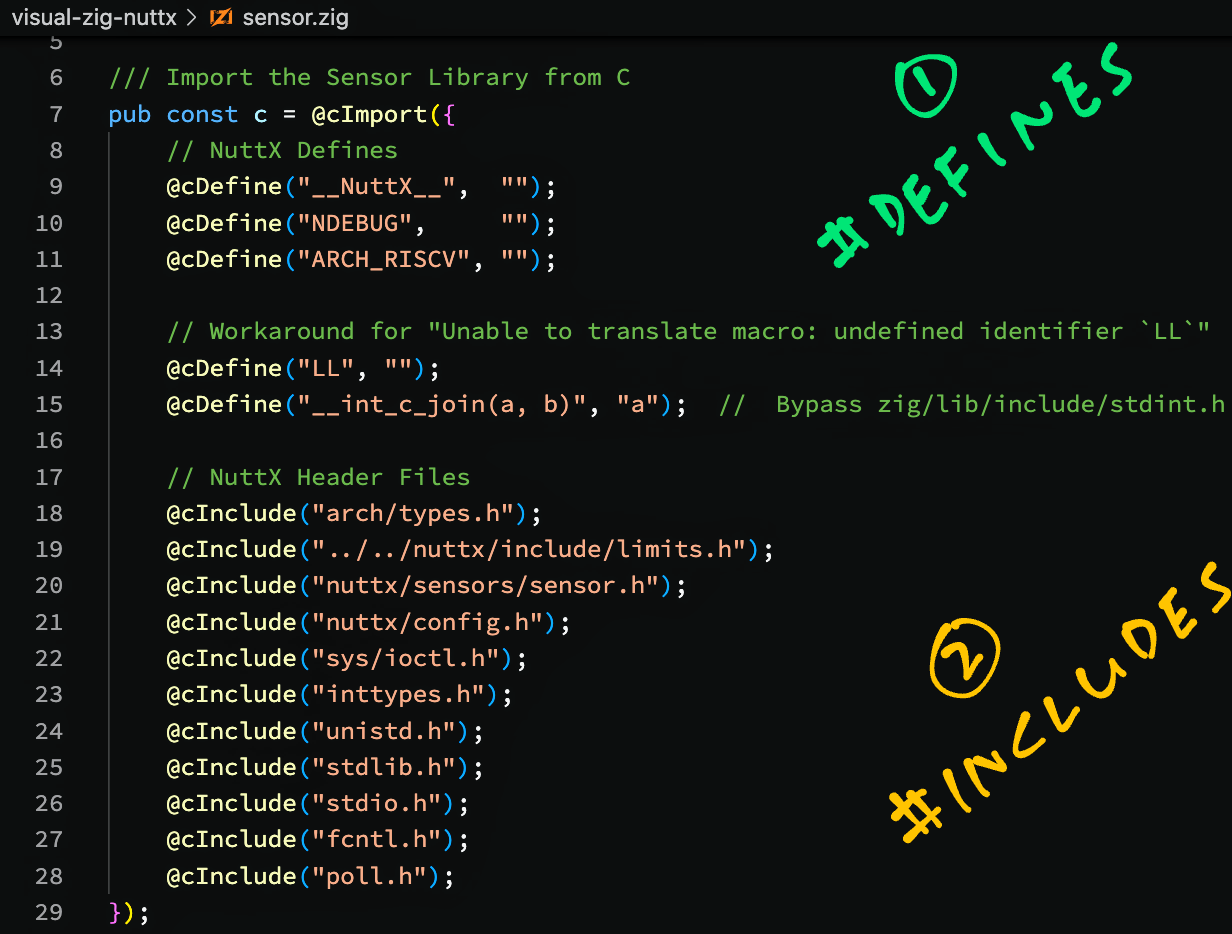 visual-zig-nuttx > sensor.zig
5
6 /// Import the Sensor Library from C
7 pub const c = @cImport({
8 // NuttX Defines
9 @cDefine("__NuttX__",  "");
10 @cDefine("NDEBUG",     "");
11 @cDefine("ARCH_RISCV", "");
12
13 // Workaround for "Unable to translate macro: undefined identifier `LL`"
14 @cDefine("LL", "");
15 @cDefine("__int_c_join(a, b)", "a");  //  Bypass zig/lib/include/stdint.h
16
17 // NuttX Header Files
18 @cInclude("arch/types.h");
19 @cInclude("../../nuttx/include/limits.h");
20 @cInclude("nuttx/sensors/sensor.h");
21 @cInclude("nuttx/config.h");
22 @cInclude("sys/ioctl.h");
23 @cInclude("inttypes.h");
24 @cInclude("unistd.h");
25 @cInclude("stdlib.h");
26 @cInclude("stdio.h");
27 @cInclude("fcntl.h");
28 @cInclude("poll.h");
29 });
1
#DEFINES
2
#INCLUDES